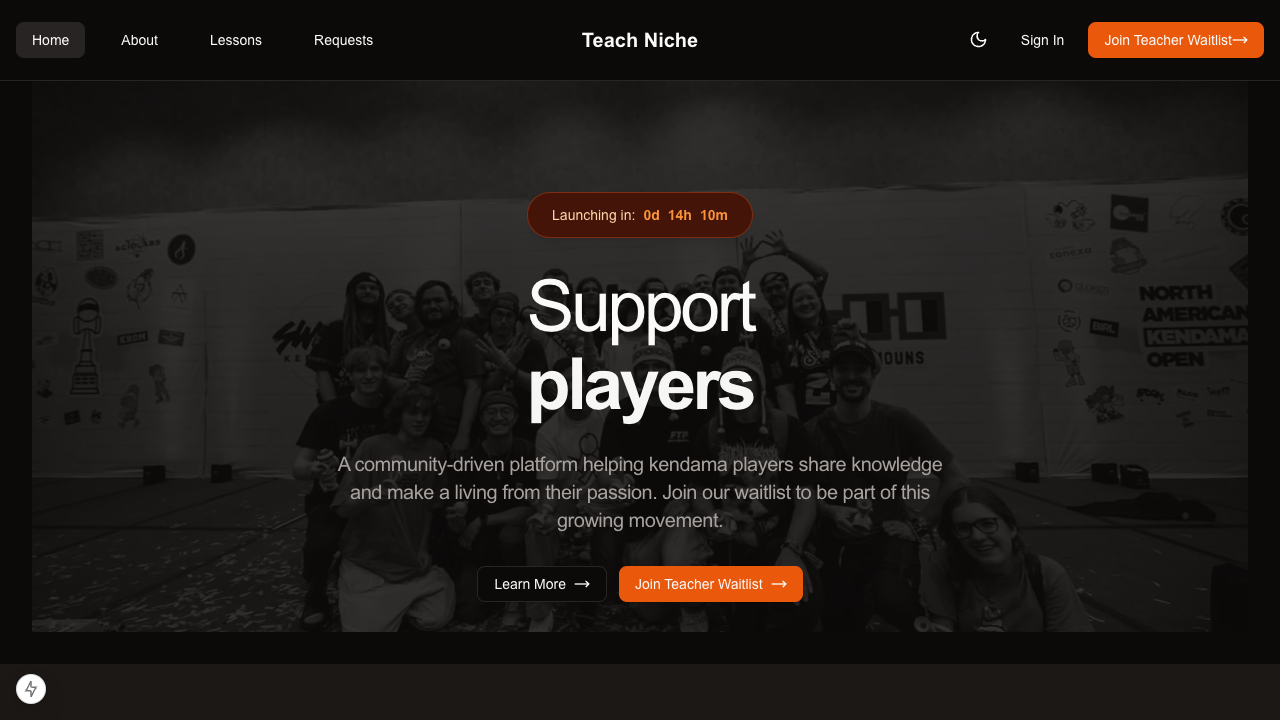 Home
About
Lessons
Requests
Teach Niche
Sign In
Join Teacher Waitlist
Launching in: 0d 14h 10m
NORTH
AMERICAN
KENDAMA
OPEN
Support
players
FTP
A community-driven platform helping kendama players share knowledge
and make a living from their passion. Join our waitlist to be part of this
growing movement.
Learn More
Join Teacher Waitlist